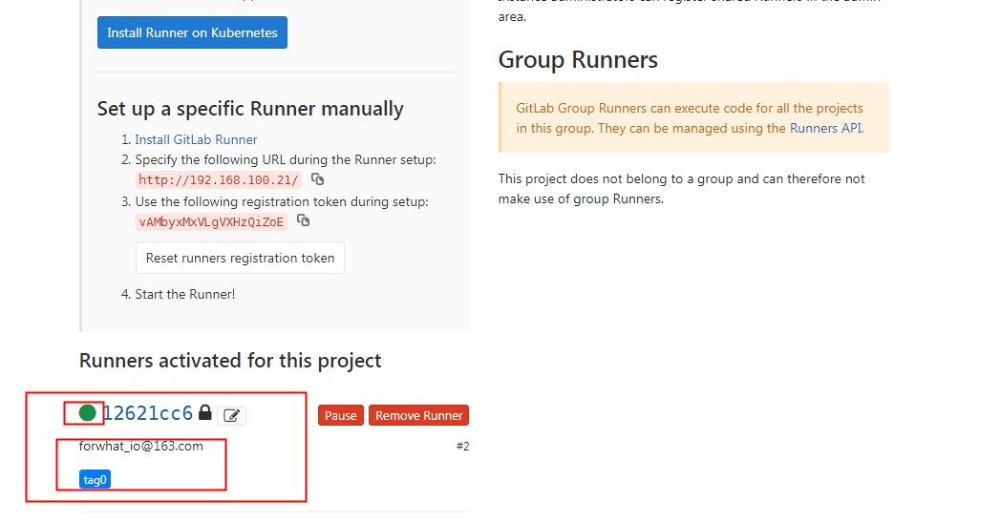 Install Runner on Kubernetes
Set up a specific Runner manually
1. Install GitLab Runner
2. Specify the following URL during the Runner setup:
http://192.168.100.21/
3. Use the following registration token during setup:
vAMbyxMxVLgVXHzQiZoE
Reset runners registration token
4. Start the Runner!
Runners activated for this project
12621cc6
Pause
Remove Runner
forwhat_io@163.com
#2
tag0
area.
Group Runners
GitLab Group Runners can execute code for all the projects
in this group. They can be managed using the Runners API.
This project does not belong to a group and can therefore not
make use of group Runners.